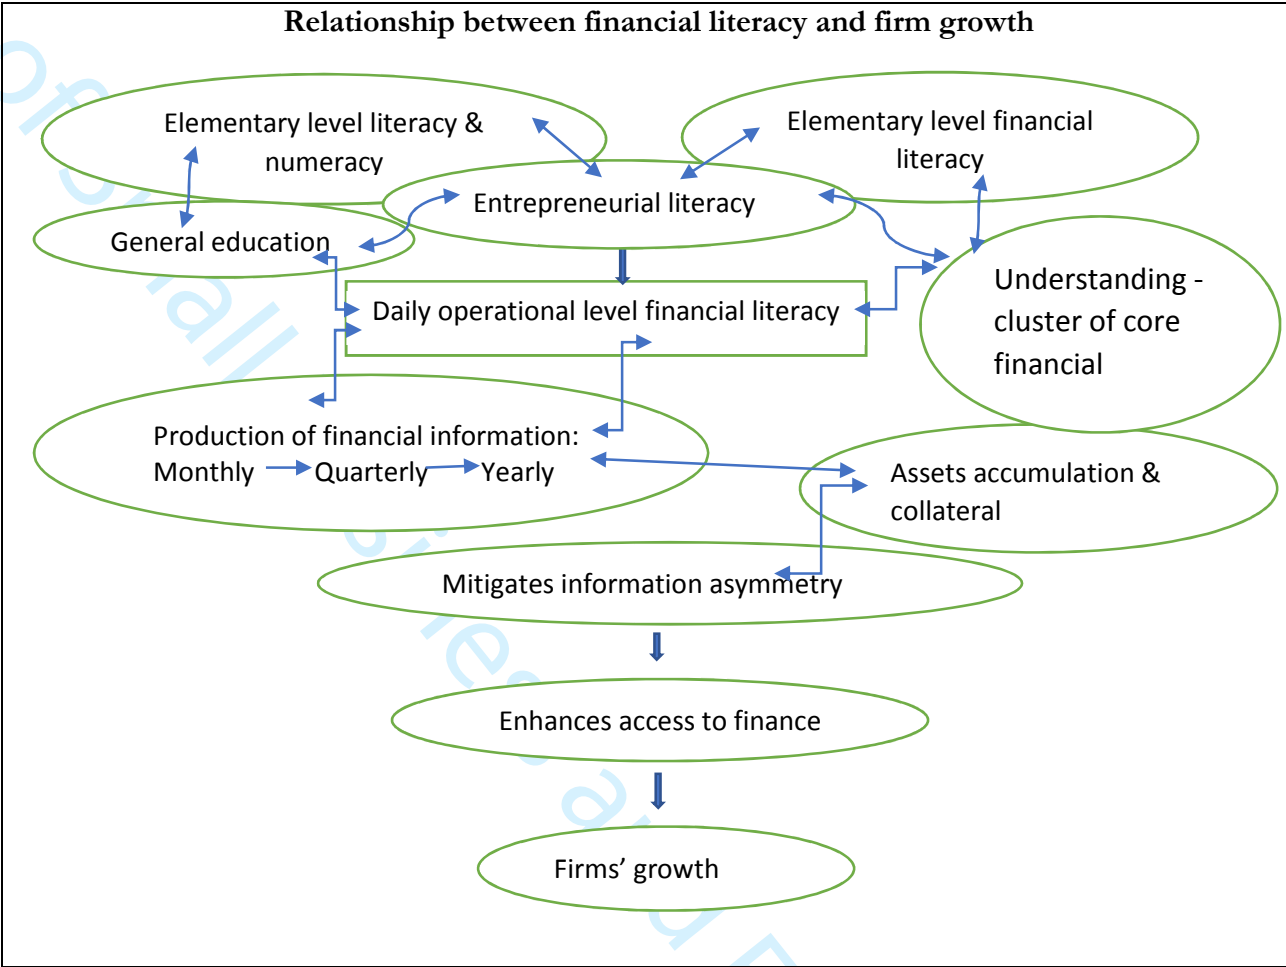 Relationship between financial literacy and firm growth
Elementary level literacy &
numeracy
Elementary level financial
literacy
Entrepreneurial literacy
General education
Understanding -
cluster of core
financial
Daily operational level financial literacy
Production of financial information:
Monthly Quarterly Yearly
Assets accumulation &
collateral
Mitigates information asymmetry
Enhances access to finance
Firms’ growth